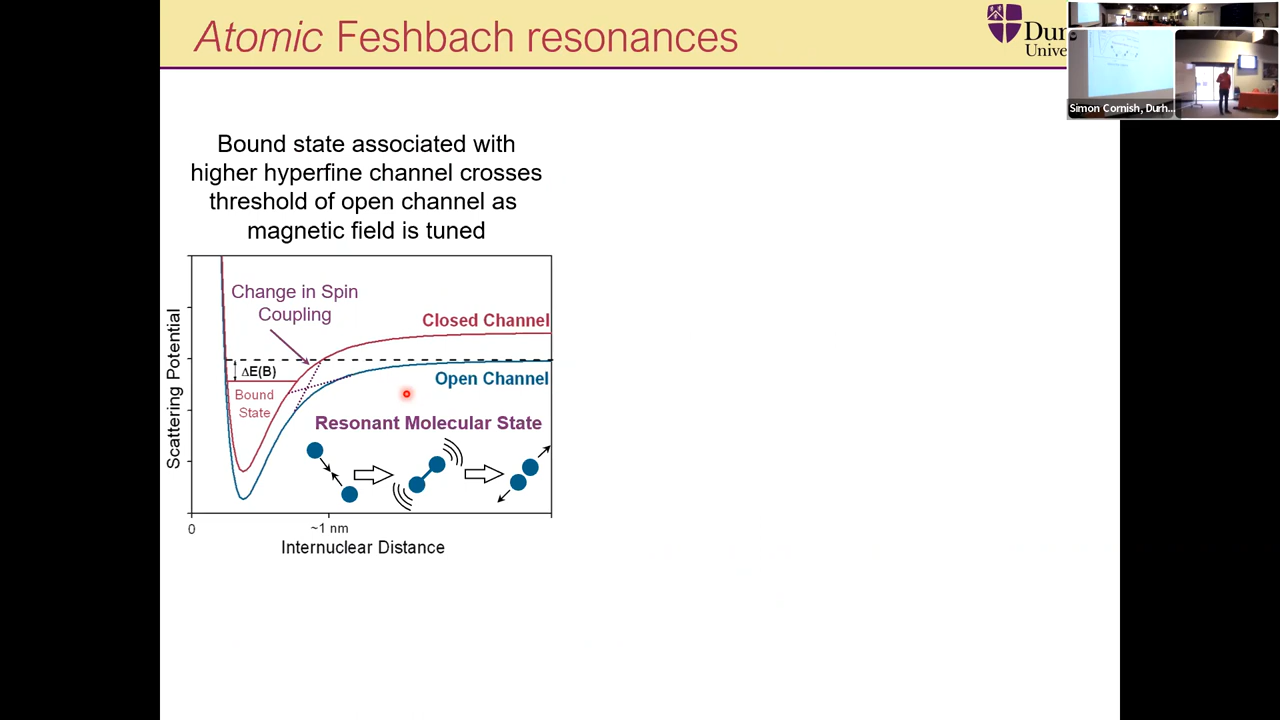 Atomic Feshbach resonances
Dur
Unive
Simon Cornish, Durh...
Bound state associated with
higher hyperfine channel crosses
threshold of open channel as
magnetic field is tuned
Change in Spin
Coupling
Closed Channel
ΔE(B)
Open Channel
Bound
State
Resonant Molecular State
Scattering Potential
0
~1 nm
Internuclear Distance